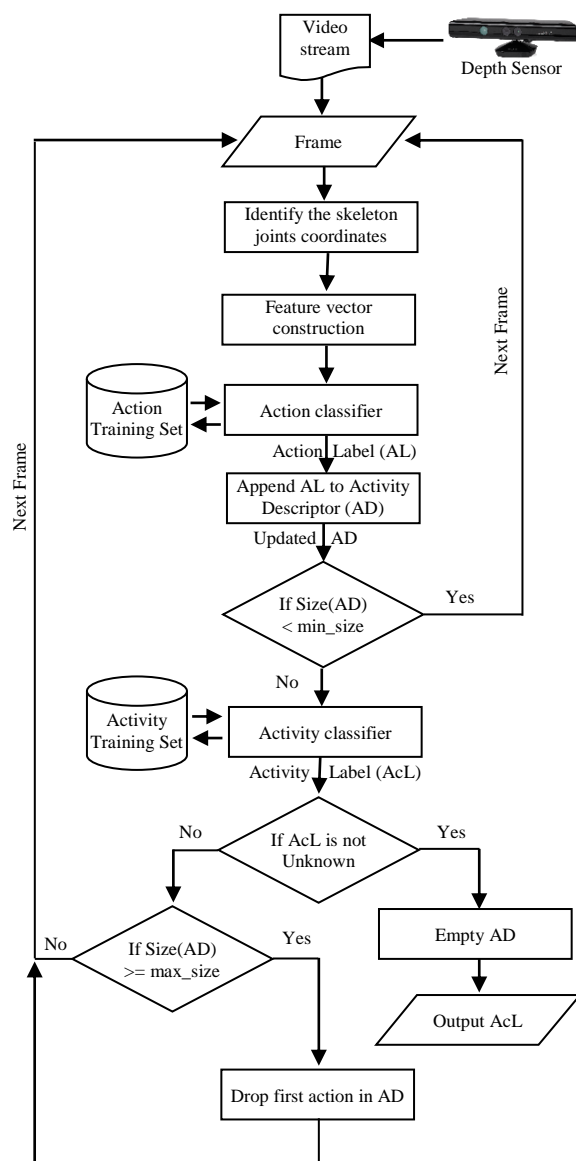 Video
stream
Depth Sensor
Frame
Identify the skeleton
joints coordinates
Feature vector
construction
Next Frame
Action
Training Set
Action classifier
Action Label (AL)
Append AL to Activity
Descriptor (AD)
Updated AD
Next Frame
If Size(AD)
< min_size
Yes
No
Activity
Training Set
Activity classifier
Activity Label (AcL)
No
If AcL is not
Unknown
Yes
No
If Size(AD)
>= max_size
Yes
Empty AD
Output AcL
Drop first action in AD